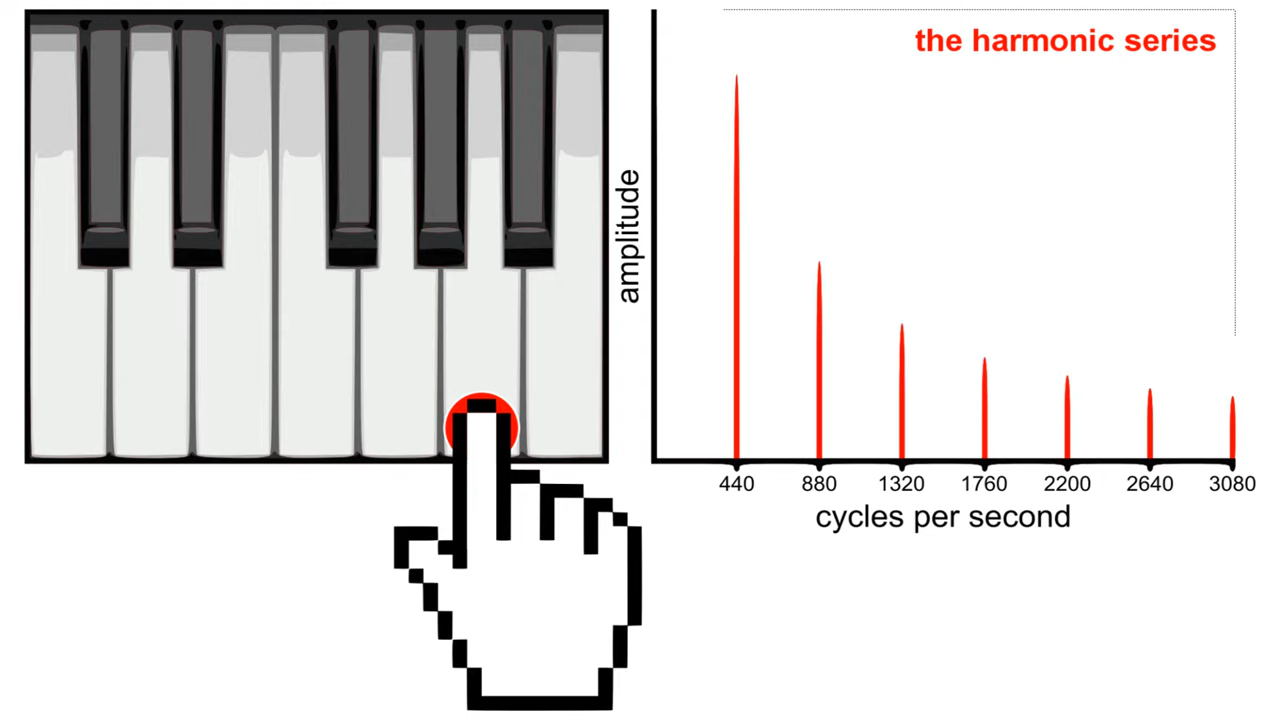 the harmonic series
amplitude
440 880 1320 1760 2200 2640 3080
cycles per second